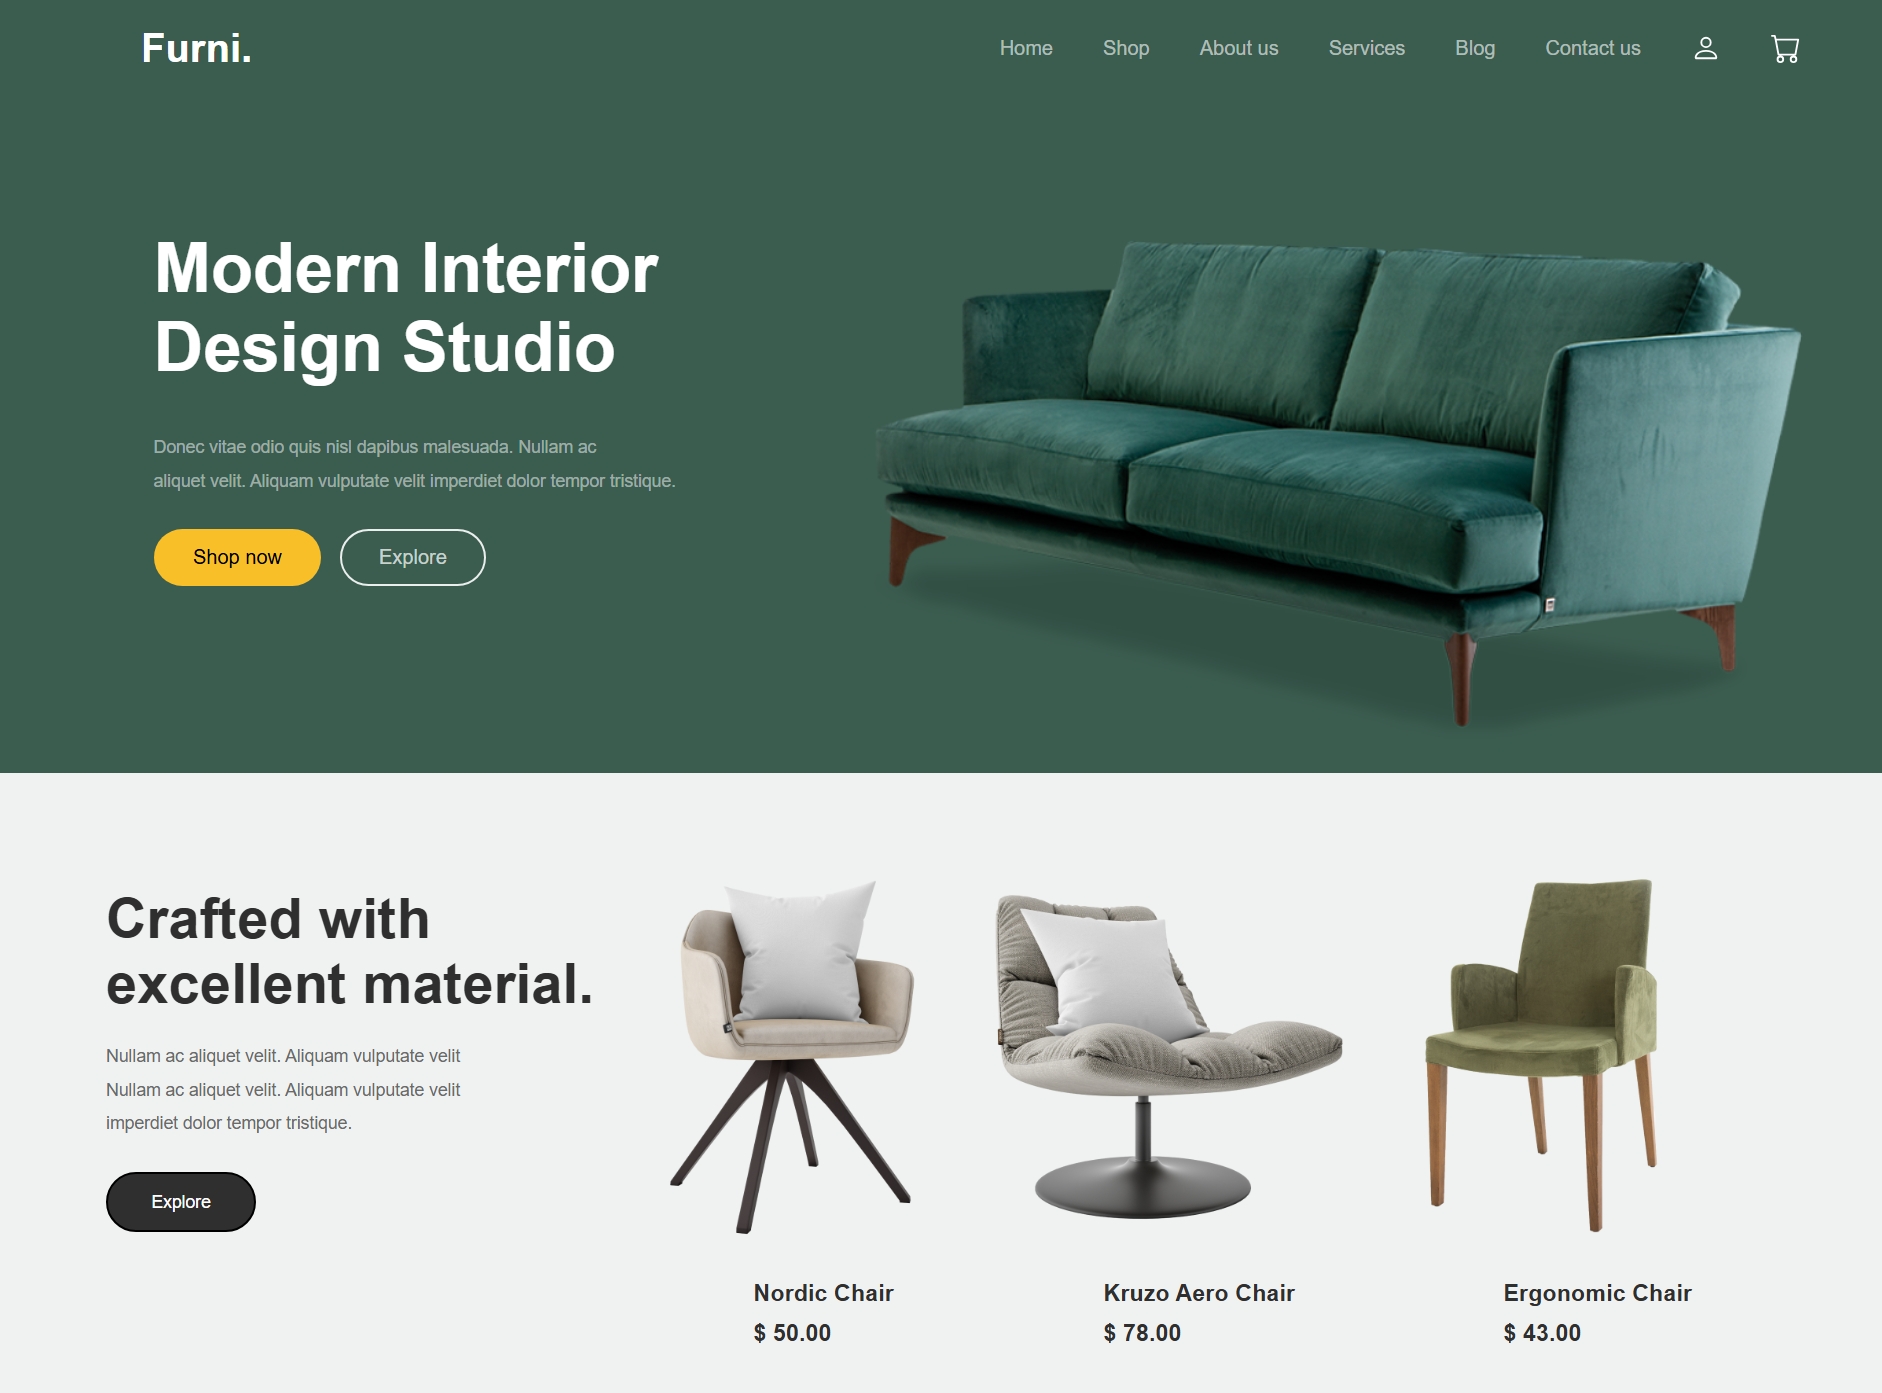 Furni.
Home
Shop
About us
Services
Blog
Contact us
Modern Interior
Design Studio
Donec vitae odio quis nisl dapibus malesuada. Nullam ac
aliquet velit. Aliquam vulputate velit imperdiet dolor tempor tristique.
Shop now
Explore
Crafted with
excellent material.
Nullam ac aliquet velit. Aliquam vulputate velit
Nullam ac aliquet velit. Aliquam vulputate velit
imperdiet dolor tempor tristique.
Explore
Nordic Chair
$ 50.00
Kruzo Aero Chair
$ 78.00
Ergonomic Chair
$ 43.00